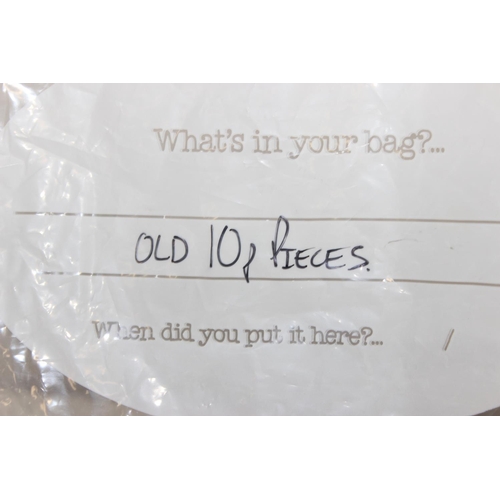 What's in your bag?...
OLD 10p PIECES.
When did you put it here?... /